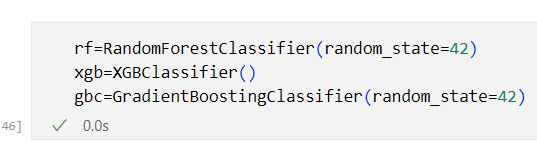 rf=RandomForestClassifier(random_state=42)
xgb=XGBClassifier()
gbc=GradientBoostingClassifier(random_state=42)
46]
0.0s